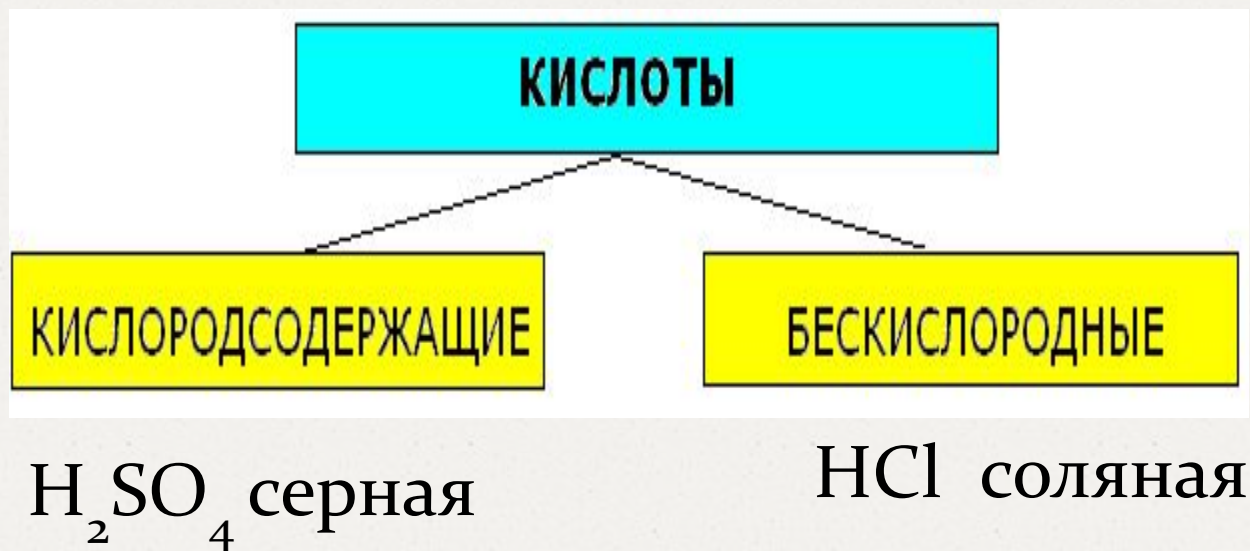 КИСЛОТЫ
КИСЛОРОДСОДЕРЖАЩИЕ
БЕСКИСЛОРОДНЫЕ
H₂SO₄ серная
HCl соляная